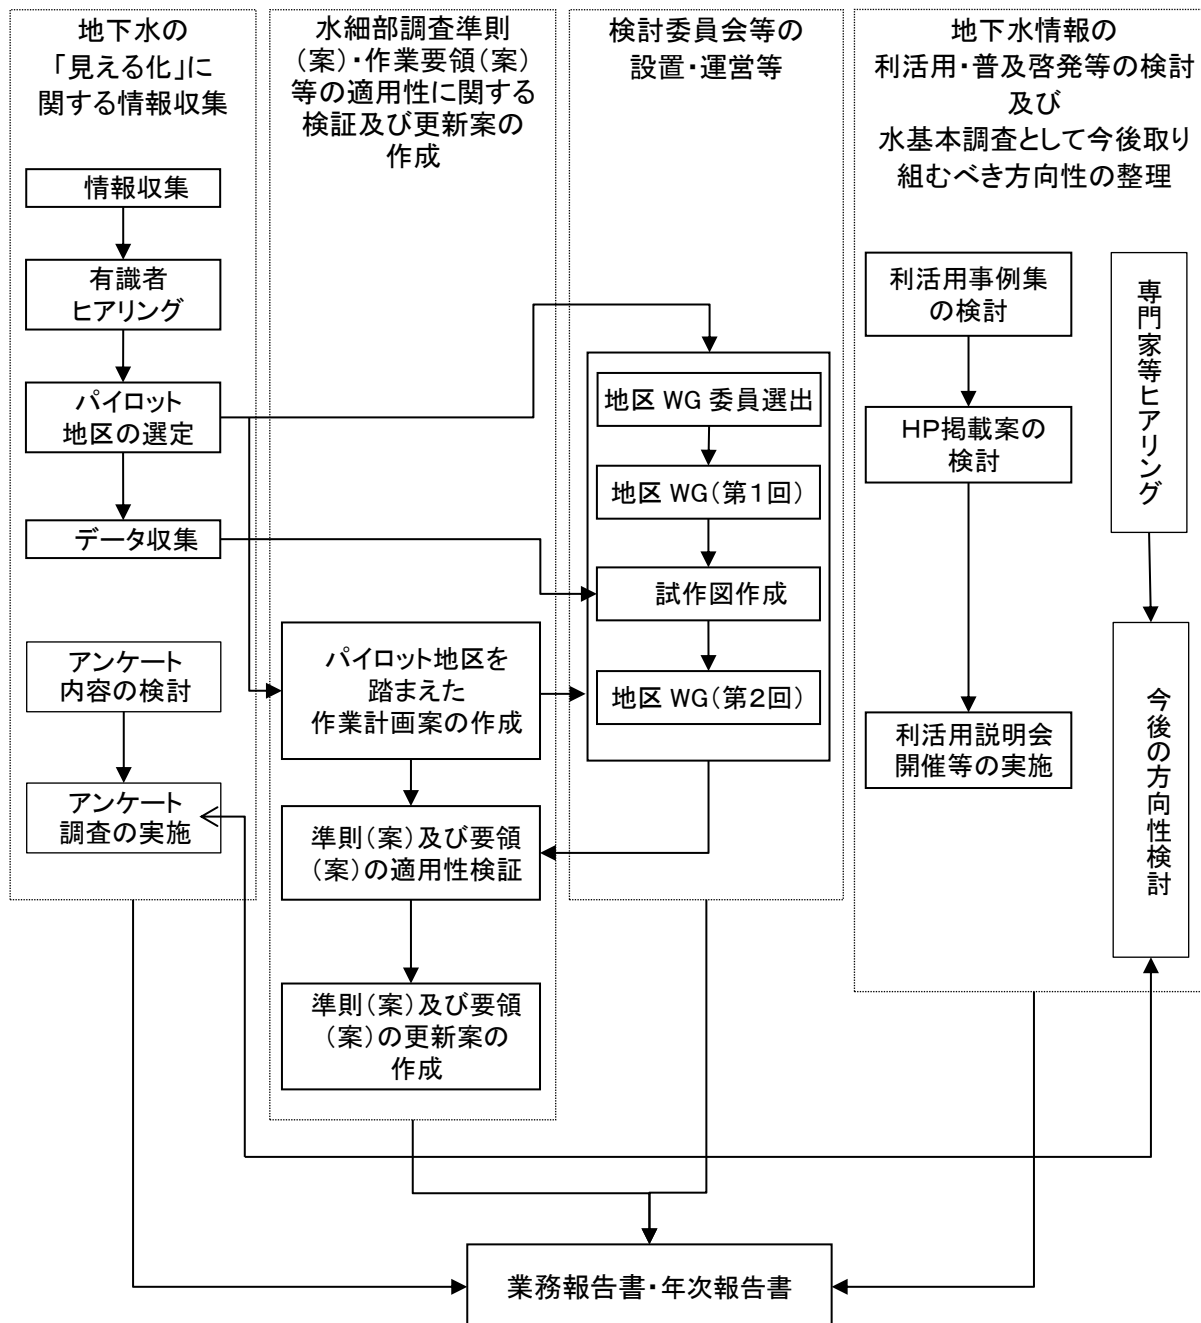 地下水の
「見える化」に
関する情報収集
情報収集
有識者
ヒアリング
パイロット
地区の選定
データ収集
アンケート
内容の検討
アンケート
調査の実施
水細部調査準則
（案）・作業要領（案）
等の適用性に関する
検証及び更新案の
作成
パイロット地区を
踏まえた
作業計画案の作成
準則（案）及び要領
（案）の適用性検証
準則（案）及び要領
（案）の更新案の
作成
検討委員会等の
設置・運営等
地区 WG 委員選出
地区 WG（第１回）
試作図作成
地区 WG（第２回）
地下水情報の
利活用・普及啓発等の検討
及び
水基本調査として今後取り
組むべき方向性の整理
利活用事例集
の検討
ＨＰ掲載案の
検討
利活用説明会
開催等の実施
専門家等ヒアリング
今後の方向性検討
業務報告書・年次報告書